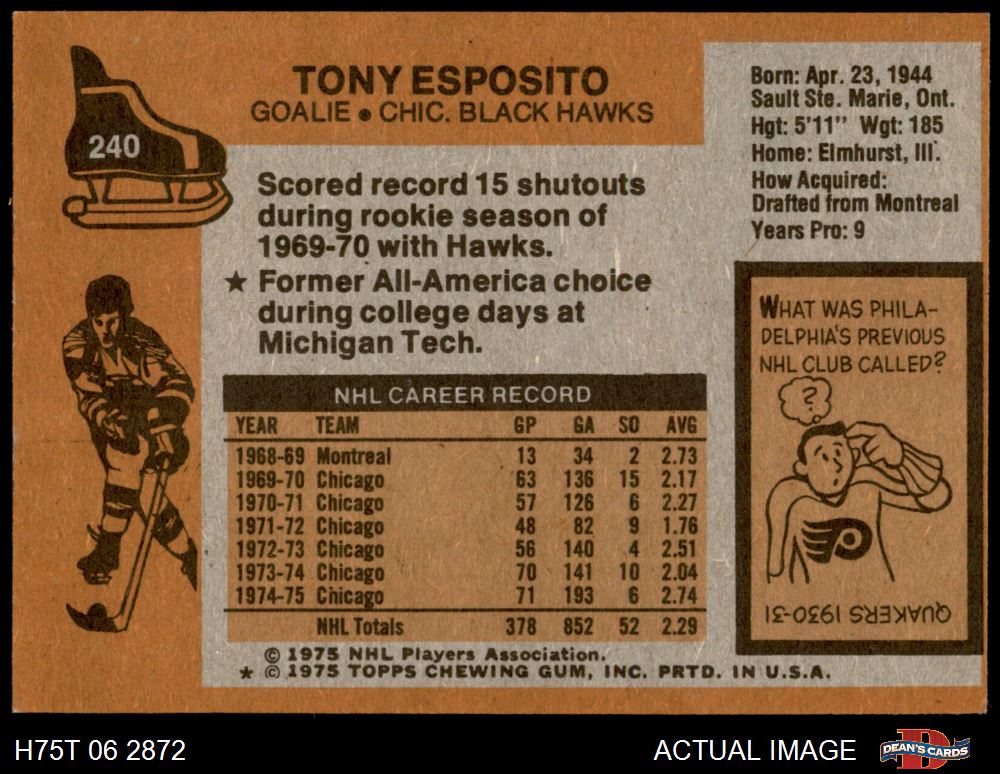 240
TONY ESPOSITO
GOALIE ● CHIC. BLACK HAWKS
Born: Apr. 23, 1944
Sault Ste. Marie, Ont.
Hgt: 5'11" Wgt: 185
Home: Elmhurst, Ill.
How Acquired:
Drafted from Montreal
Years Pro: 9
Scored record 15 shutouts
during rookie season of
1969-70 with Hawks.
★ Former All-America choice
during college days at
Michigan Tech.
WHAT WAS PHILA-
DELPHIA'S PREVIOUS
NHL CLUB CALLED?
?
QUAKERS 1930-31
NHL CAREER RECORD
YEAR TEAM GP GA SO AVG
1968-69 Montreal 13 34 2 2.73
1969-70 Chicago 63 136 15 2.17
1970-71 Chicago 57 126 6 2.27
1971-72 Chicago 48 82 9 1.76
1972-73 Chicago 56 140 4 2.51
1973-74 Chicago 70 141 10 2.04
1974-75 Chicago 71 193 6 2.74
NHL Totals 378 852 52 2.29
© 1975 NHL Players Association.
★ © 1975 TOPPS CHEWING GUM, INC. PRTD. IN U.S.A.
H75T 06 2872
ACTUAL IMAGE
DEAN'S CARDS